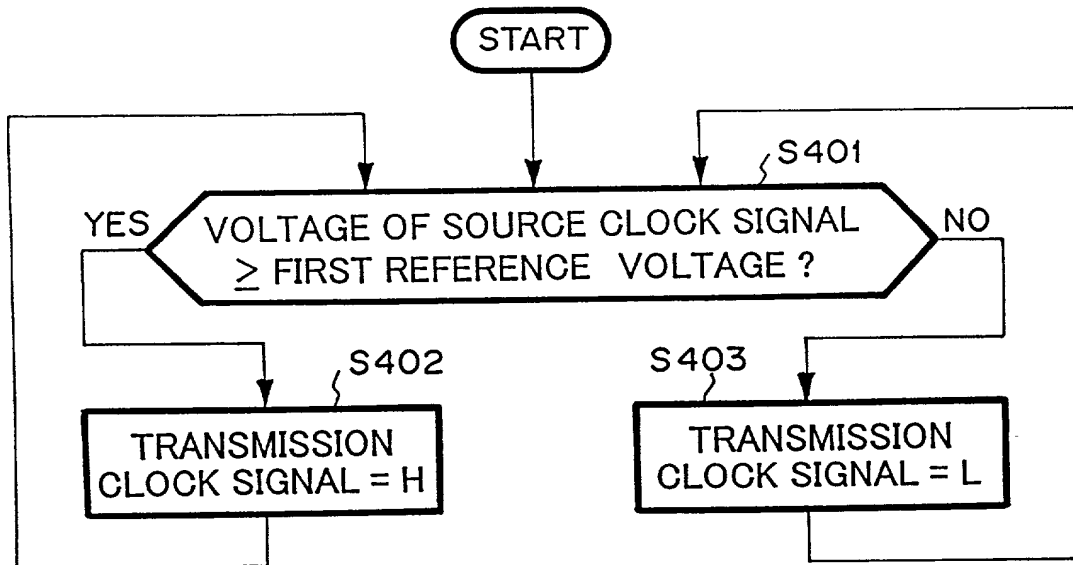 START
S401
YES
VOLTAGE OF SOURCE CLOCK SIGNAL
≥ FIRST REFERENCE VOLTAGE ?
NO
S402
S403
TRANSMISSION
CLOCK SIGNAL = H
TRANSMISSION
CLOCK SIGNAL = L